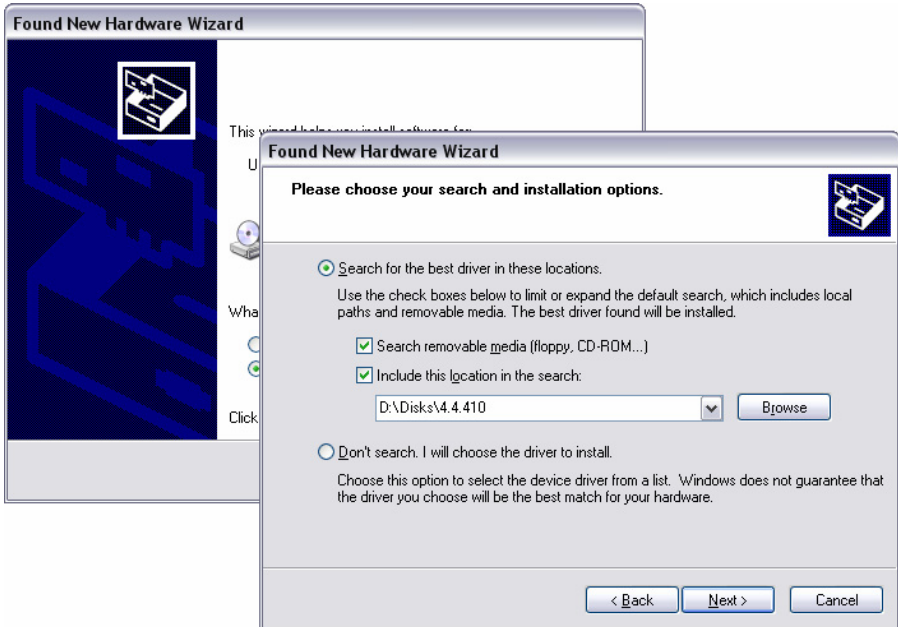 Found New Hardware Wizard
This wizard helps you install software for:
U
Wha
Click
Found New Hardware Wizard
Please choose your search and installation options.
Search for the best driver in these locations.
Use the check boxes below to limit or expand the default search, which includes local
paths and removable media. The best driver found will be installed.
Search removable media (floppy, CD-ROM...)
Include this location in the search:
D:\Disks\4.4.410
Browse
Don't search. I will choose the driver to install.
Choose this option to select the device driver from a list. Windows does not guarantee that
the driver you choose will be the best match for your hardware.
< Back
Next >
Cancel